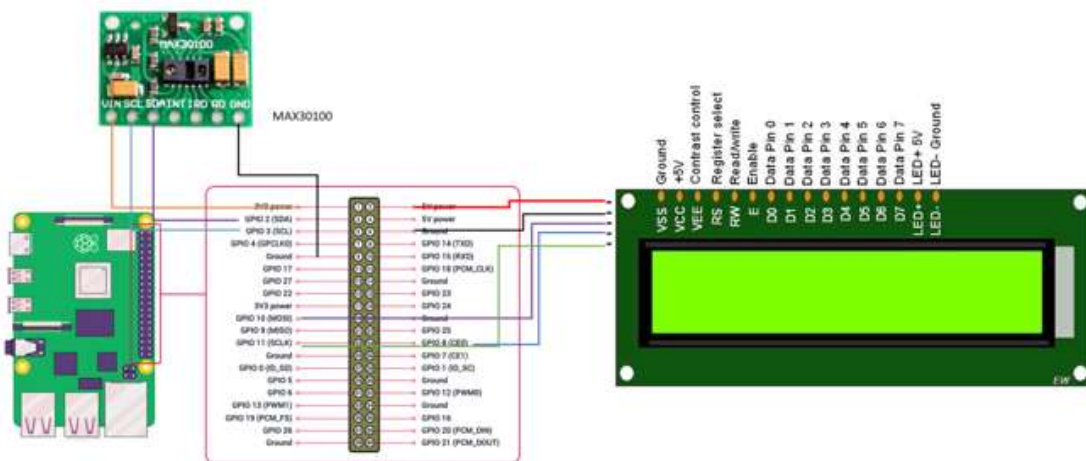 MAX30100
VIN SCL SDA INT IRD RD GND
MAX30100
Ground
+5V
Contrast control
Register select
Read/write
Enable
Data Pin 0
Data Pin 1
Data Pin 2
Data Pin 3
Data Pin 4
Data Pin 5
Data Pin 6
Data Pin 7
LED+ 5V
LED- Ground
VSS
VCC
VEE
RS
RW
E
D0
D1
D2
D3
D4
D5
D6
D7
LED+
LED-
3V3 power
5V power
GPIO 2 (SDA)
5V power
GPIO 3 (SCL)
Ground
GPIO 4 (GPCLK0)
GPIO 14 (TXD)
Ground
GPIO 15 (RXD)
GPIO 17
GPIO 18 (PCM_CLK)
GPIO 27
Ground
GPIO 22
GPIO 23
3V3 power
GPIO 24
GPIO 10 (MOSI)
Ground
GPIO 9 (MISO)
GPIO 25
GPIO 11 (SCLK)
GPIO 8 (CE0)
Ground
GPIO 7 (CE1)
GPIO 0 (ID_SD)
GPIO 1 (ID_SC)
GPIO 5
Ground
GPIO 6
GPIO 12 (PWM0)
GPIO 13 (PWM1)
Ground
GPIO 19 (PCM_FS)
GPIO 16
GPIO 26
GPIO 20 (PCM_DIN)
Ground
GPIO 21 (PCM_DOUT)
EW